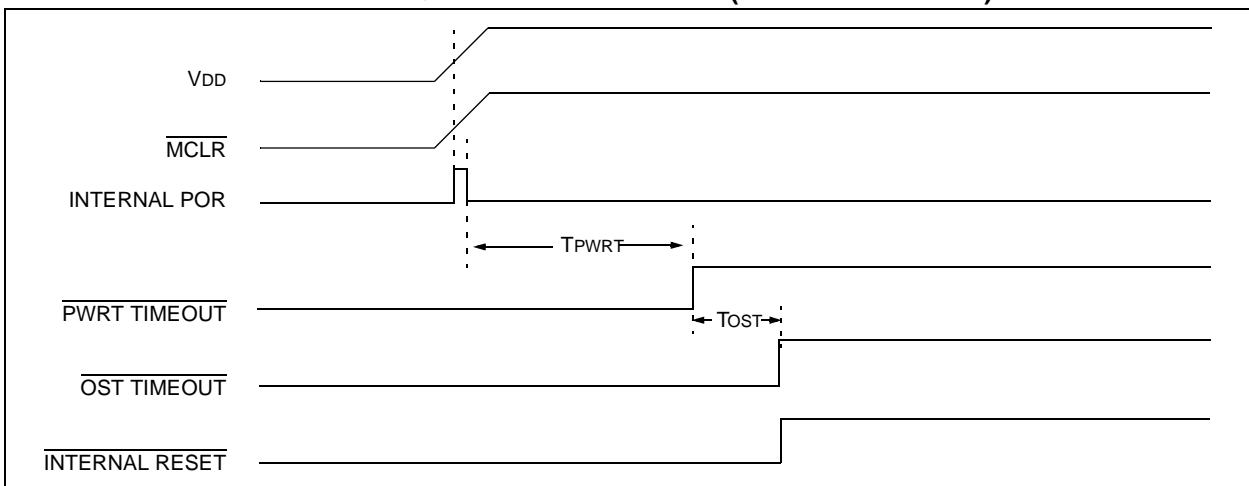 VDD
MCLR
INTERNAL POR
TPWRT
PWRT TIMEOUT
TOST
OST TIMEOUT
INTERNAL RESET